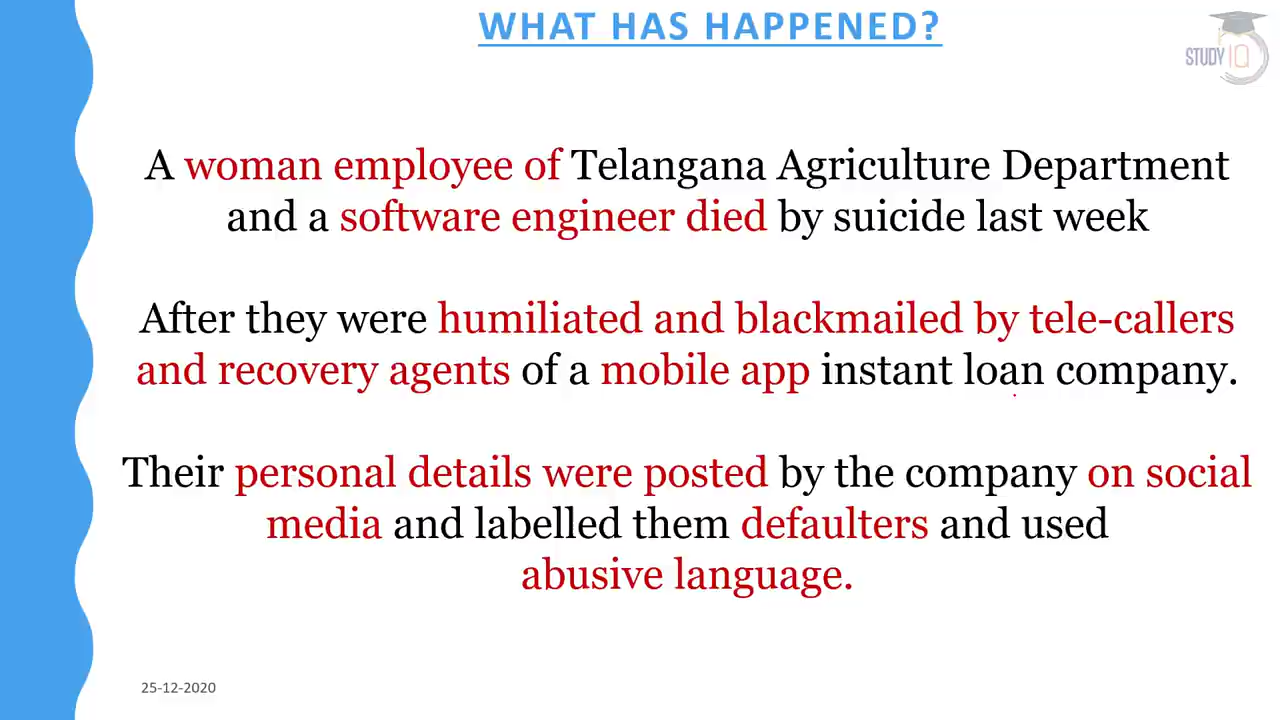 WHAT HAS HAPPENED?
STUDY IQ
A woman employee of Telangana Agriculture Department
and a software engineer died by suicide last week
After they were humiliated and blackmailed by tele-callers
and recovery agents of a mobile app instant loan company.
Their personal details were posted by the company on social
media and labelled them defaulters and used
abusive language.
25-12-2020